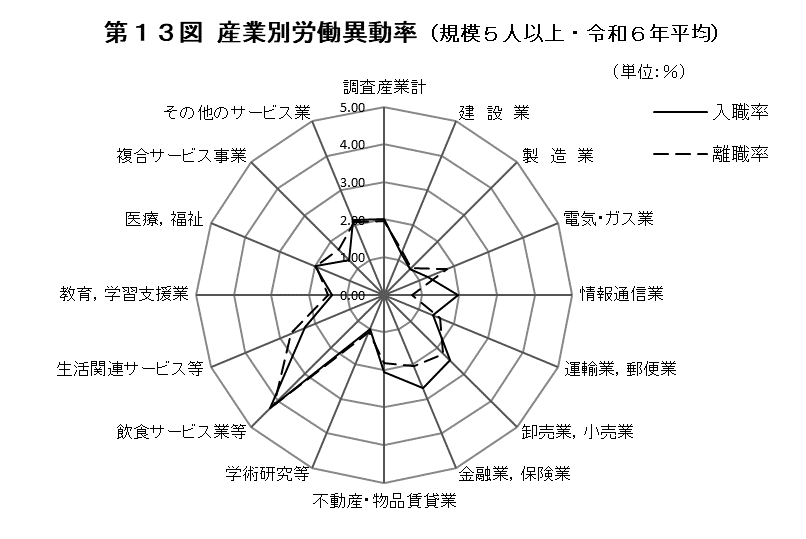 第１３図 産業別労働異動率（規模５人以上・令和６年平均）
（単位：％）
入職率
離職率
調査産業計
建 設 業
製 造 業
電気・ガス業
情報通信業
運輸業，郵便業
卸売業，小売業
金融業，保険業
不動産・物品賃貸業
学術研究等
飲食サービス業等
生活関連サービス等
教育，学習支援業
医療，福祉
複合サービス事業
その他のサービス業
5.00
4.00
3.00
2.00
1.00
0.00